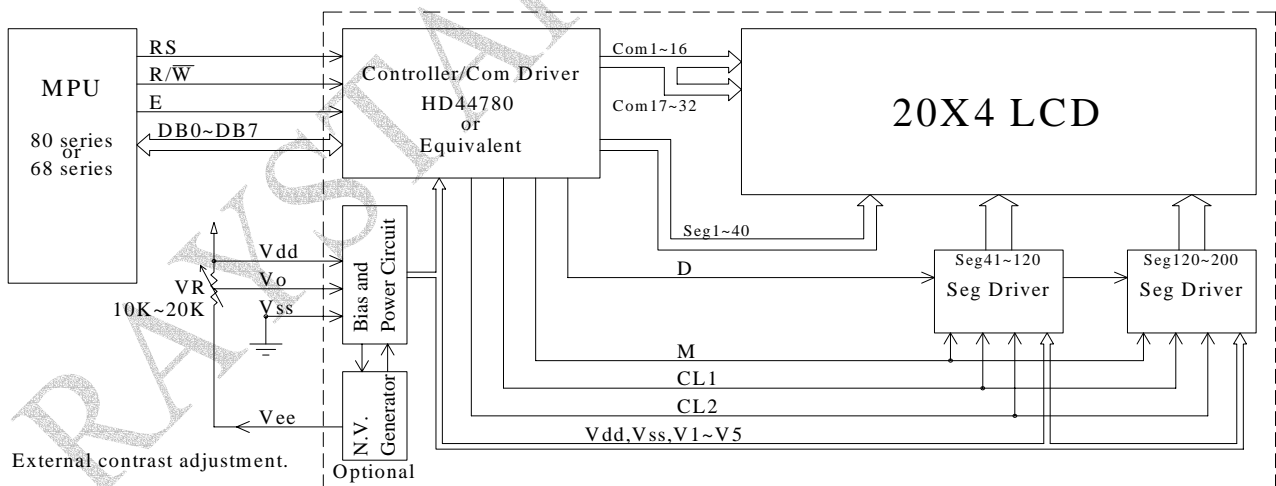 MPU
80 series
or
68 series
RS
R/W̅
E
DB0~DB7
Controller/Com Driver
HD44780
or
Equivalent
Com1~16
Com17~32
20X4 LCD
Seg1~40
D
Seg41~120
Seg Driver
Seg120~200
Seg Driver
Vdd
Vo
Vss
VR
10K~20K
Bias and
Power Circuit
M
CL1
CL2
Vdd,Vss,V1~V5
Vee
N.V.
Generator
Optional
External contrast adjustment.
RAYSTAR